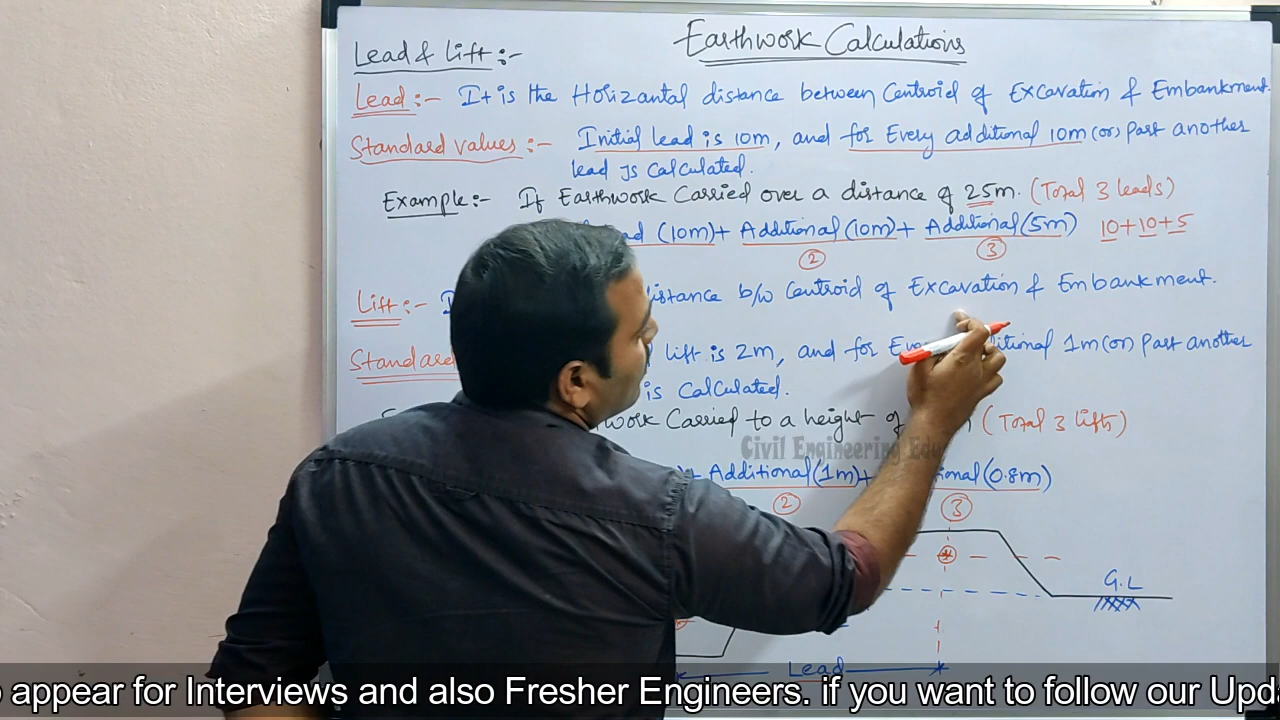 Earthwork Calculations
Lead & Lift :-
Lead :- It is the Horizantal distance between Centroid of Excavation & Embankment.
Standard values :- Initial lead is 10m, and for Every additional 10m (or) part another
lead Is calculated.
Example :- If Earthwork Carried over a distance of 25m. (Total 3 leads)
(10m) + Additional (10m) + Additional (5m) 10+10+5
② ③
Lift :- distance b/w Centroid of Excavation & Embankment.
Standard lift is 2m, and for 1m (or) part another
is Calculated.
Carried to a height of (Total 3 lifts)
+ Additional (1m) + (0.8m)
② ③
G.L
Lead
Civil Engineering
appear for Interviews and also Fresher Engineers. if you want to follow our